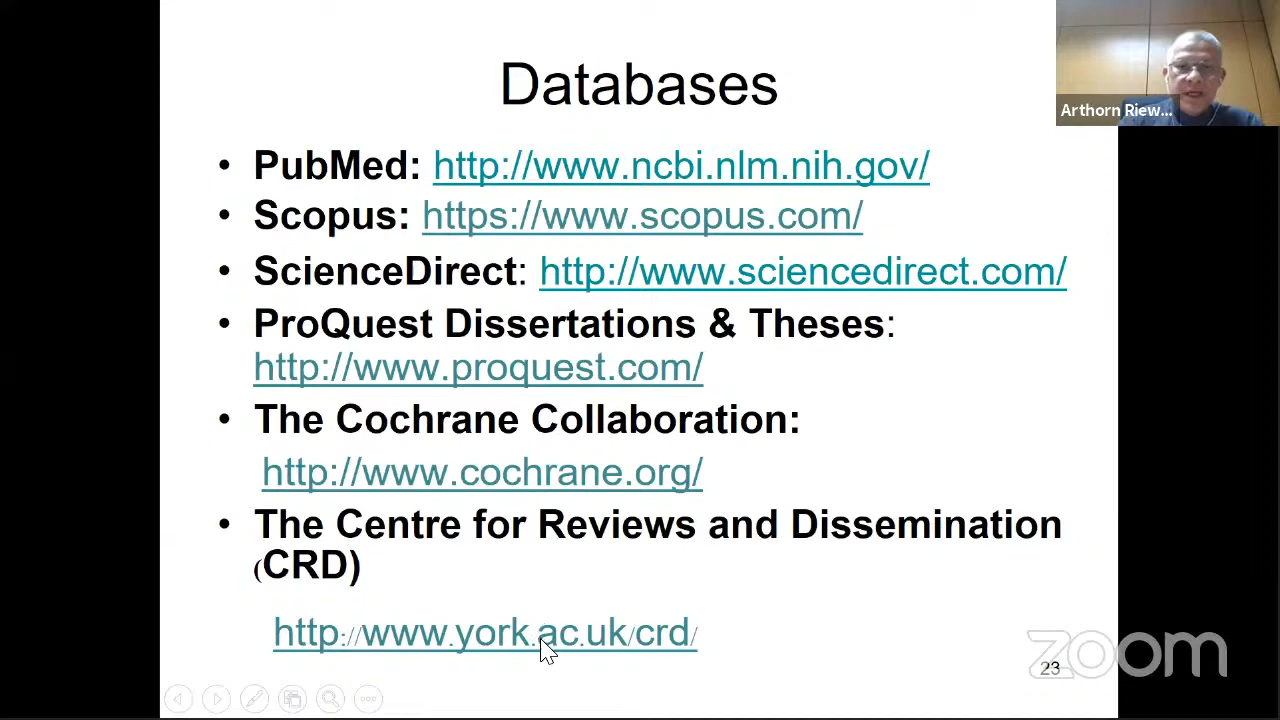 Databases
Arthorn Riew...
• PubMed: http://www.ncbi.nlm.nih.gov/
• Scopus: https://www.scopus.com/
• ScienceDirect: http://www.sciencedirect.com/
• ProQuest Dissertations & Theses:
http://www.proquest.com/
• The Cochrane Collaboration:
http://www.cochrane.org/
• The Centre for Reviews and Dissemination
(CRD)
http://www.york.ac.uk/crd/
zoom
23